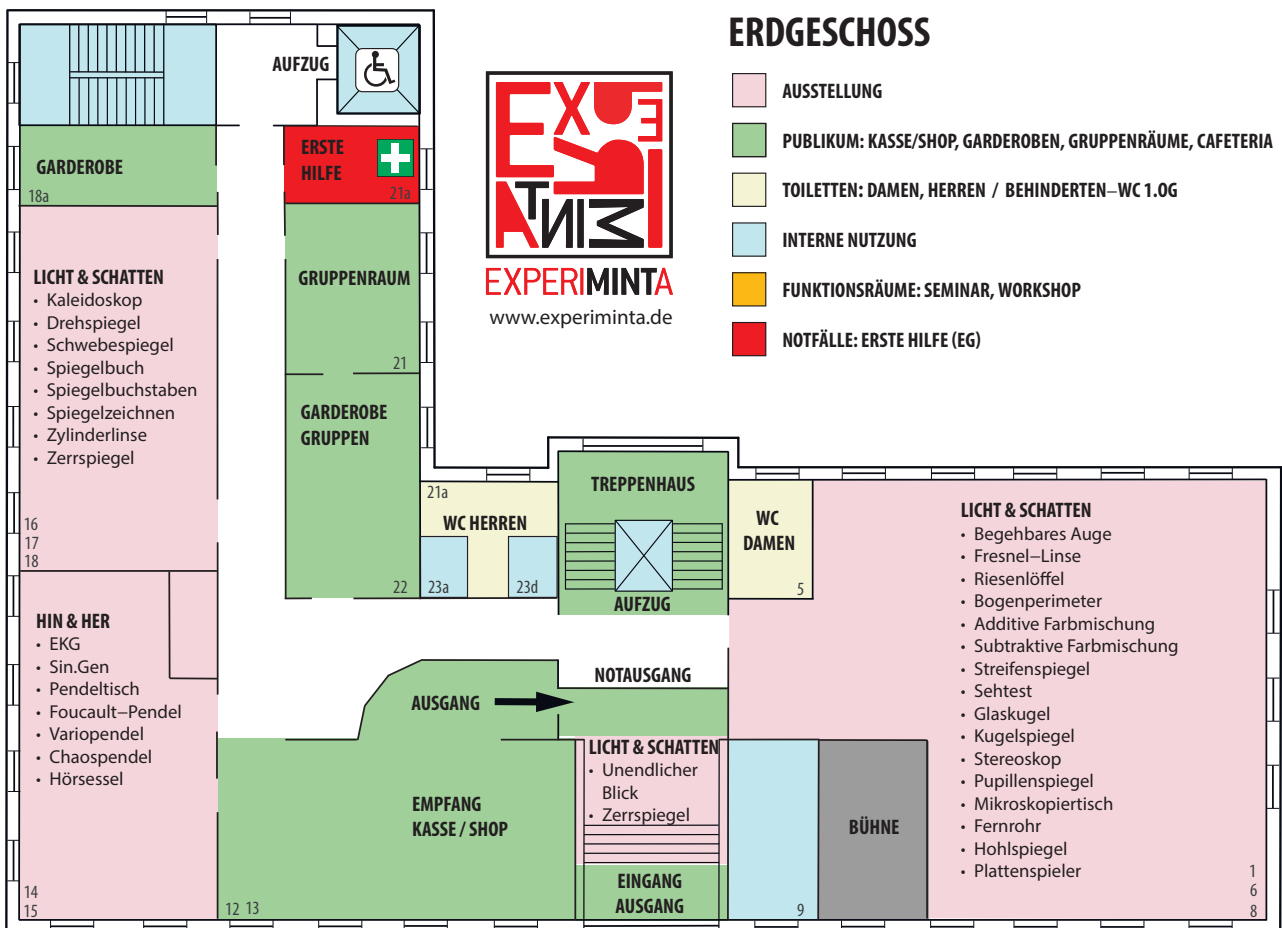 ERDGESCHOSS
AUSSTELLUNG
PUBLIKUM: KASSE/SHOP, GARDEROBEN, GRUPPENRÄUME, CAFETERIA
TOILETTEN: DAMEN, HERREN / BEHINDERTEN–WC 1.OG
INTERNE NUTZUNG
FUNKTIONSRÄUME: SEMINAR, WORKSHOP
NOTFÄLLE: ERSTE HILFE (EG)
EXPERIMINTA
EXPERIMINTA
www.experiminta.de
AUFZUG
GARDEROBE
18a
ERSTE
HILFE
21a
LICHT & SCHATTEN
• Kaleidoskop
• Drehspiegel
• Schwebespiegel
• Spiegelbuch
• Spiegelbuchstaben
• Spiegelzeichnen
• Zylinderlinse
• Zerrspiegel
16
17
18
GRUPPENRAUM
21
GARDEROBE
GRUPPEN
22
21a
WC HERREN
23a
23d
TREPPENHAUS
AUFZUG
WC
DAMEN
5
HIN & HER
• EKG
• Sin.Gen
• Pendeltisch
• Foucault–Pendel
• Variopendel
• Chaospendel
• Hörsessel
14
15
NOTAUSGANG
AUSGANG
EMPFANG
KASSE / SHOP
12 13
LICHT & SCHATTEN
• Unendlicher
Blick
• Zerrspiegel
EINGANG
AUSGANG
9
BÜHNE
LICHT & SCHATTEN
• Begehbares Auge
• Fresnel–Linse
• Riesenlöffel
• Bogenperimeter
• Additive Farbmischung
• Subtraktive Farbmischung
• Streifenspiegel
• Sehtest
• Glaskugel
• Kugelspiegel
• Stereoskop
• Pupillenspiegel
• Mikroskopiertisch
• Fernrohr
• Hohlspiegel
• Plattenspieler
1
6
8